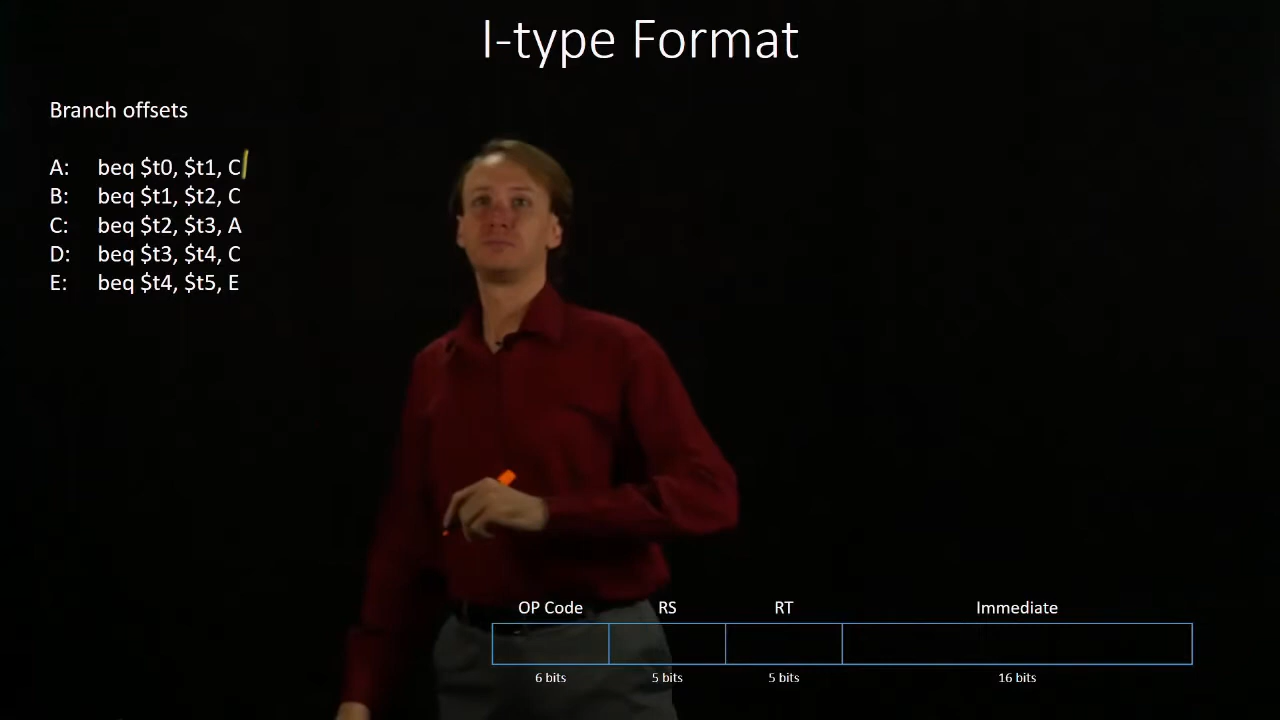 I-type Format
Branch offsets
A: beq $t0, $t1, C
B: beq $t1, $t2, C
C: beq $t2, $t3, A
D: beq $t3, $t4, C
E: beq $t4, $t5, E
OP Code RS RT Immediate
6 bits 5 bits 5 bits 16 bits